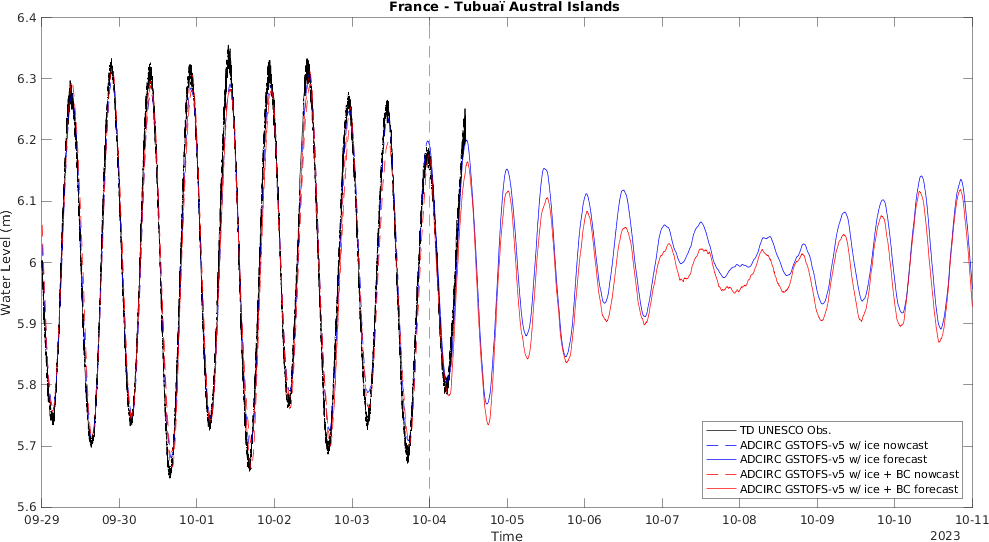 France - Tubuaï Austral Islands
Water Level (m)
6.4
6.3
6.2
6.1
6
5.9
5.8
5.7
5.6
09-29 09-30 10-01 10-02 10-03 10-04 10-05 10-06 10-07 10-08 10-09 10-10 10-11
Time
2023
TD UNESCO Obs.
ADCIRC GSTOFS-v5 w/ ice nowcast
ADCIRC GSTOFS-v5 w/ ice forecast
ADCIRC GSTOFS-v5 w/ ice + BC nowcast
ADCIRC GSTOFS-v5 w/ ice + BC forecast